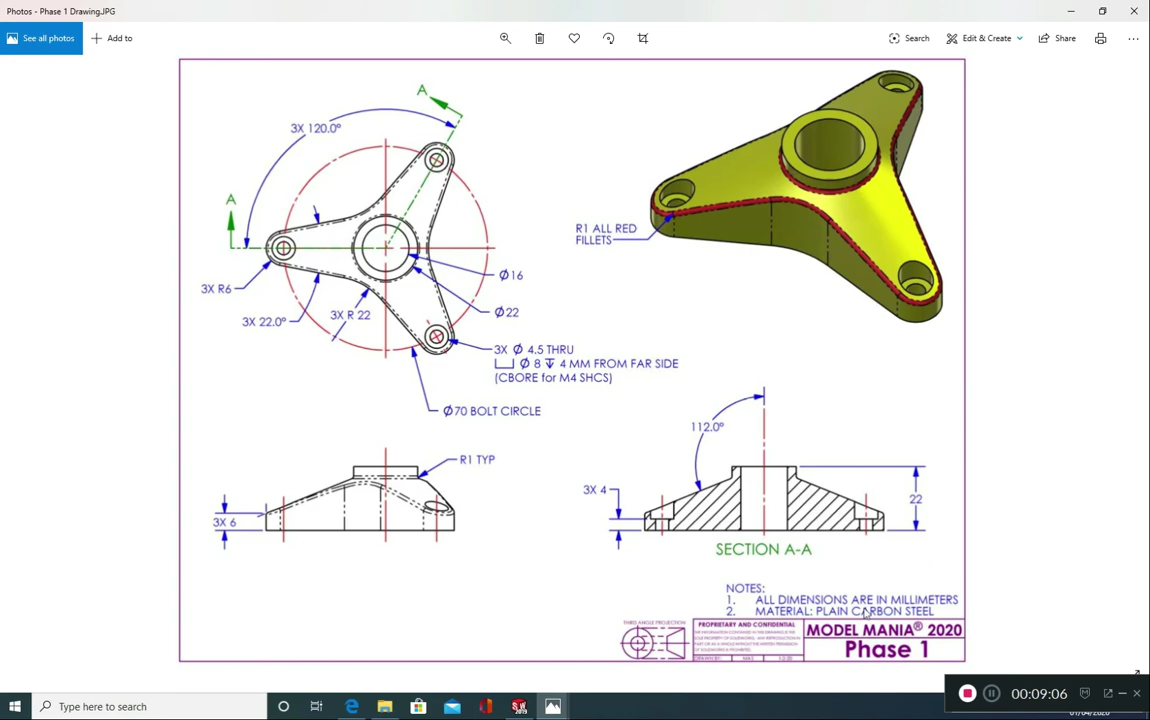 Photos - Phase 1 Drawing.JPG
See all photos
Add to
Search
Edit & Create
Share
A
3X 120.0°
A
3X R6
3X 22.0°
3X R 22
Ø16
Ø22
3X Ø 4.5 THRU
⌴ Ø 8 ↧ 4 MM FROM FAR SIDE
(CBORE for M4 SHCS)
Ø70 BOLT CIRCLE
R1 ALL RED
FILLETS
R1 TYP
3X 6
112.0°
3X 4
22
SECTION A-A
NOTES:
1. ALL DIMENSIONS ARE IN MILLIMETERS
2. MATERIAL: PLAIN CARBON STEEL
THIRD ANGLE PROJECTION
PROPRIETARY AND CONFIDENTIAL
MODEL MANIA® 2020
Phase 1
00:09:06
Type here to search